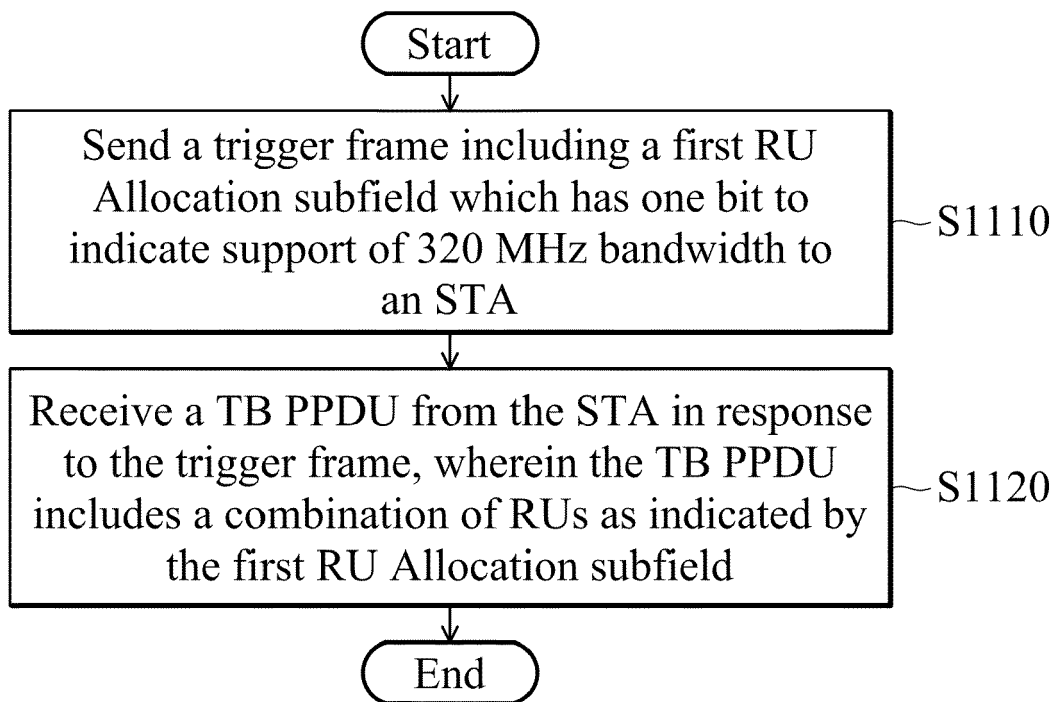 Start
Send a trigger frame including a first RU
Allocation subfield which has one bit to
indicate support of 320 MHz bandwidth to
an STA
S1110
Receive a TB PPDU from the STA in response
to the trigger frame, wherein the TB PPDU
includes a combination of RUs as indicated by
the first RU Allocation subfield
S1120
End